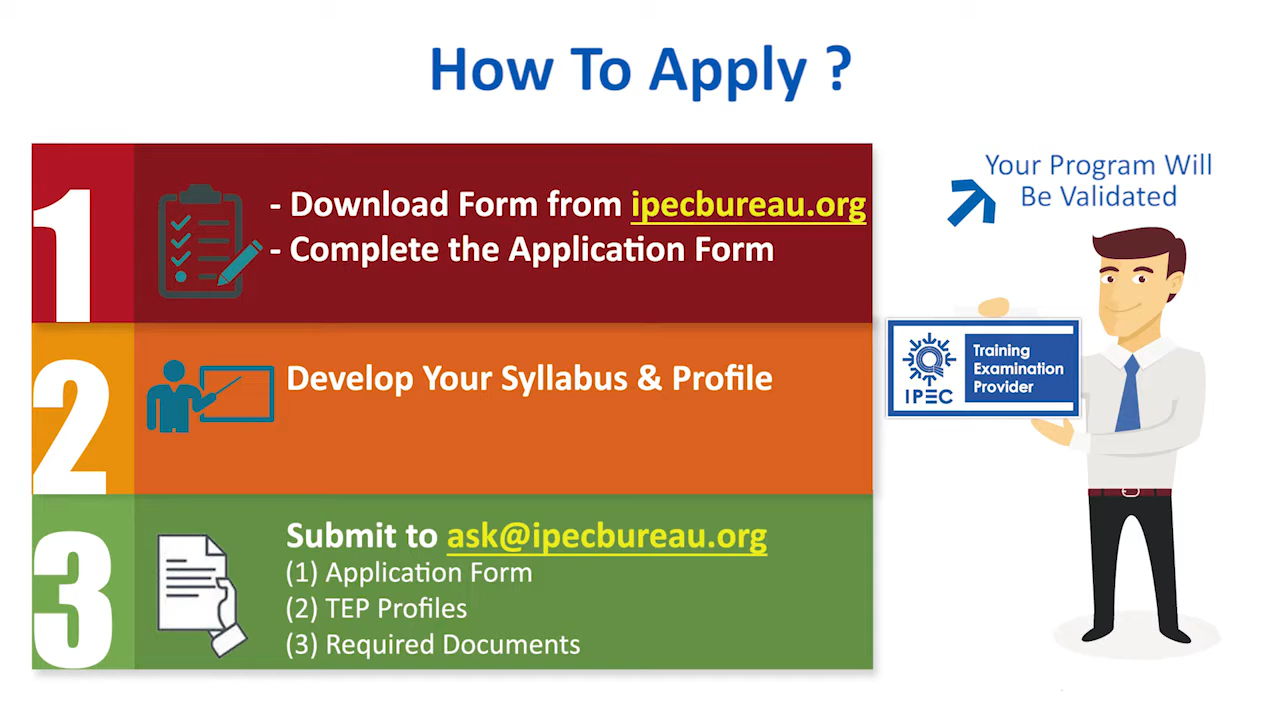 How To Apply ?
1
- Download Form from ipecbureau.org
- Complete the Application Form
2
Develop Your Syllabus & Profile
3
Submit to ask@ipecbureau.org
(1) Application Form
(2) TEP Profiles
(3) Required Documents
Your Program Will
Be Validated
IPEC
Training
Examination
Provider